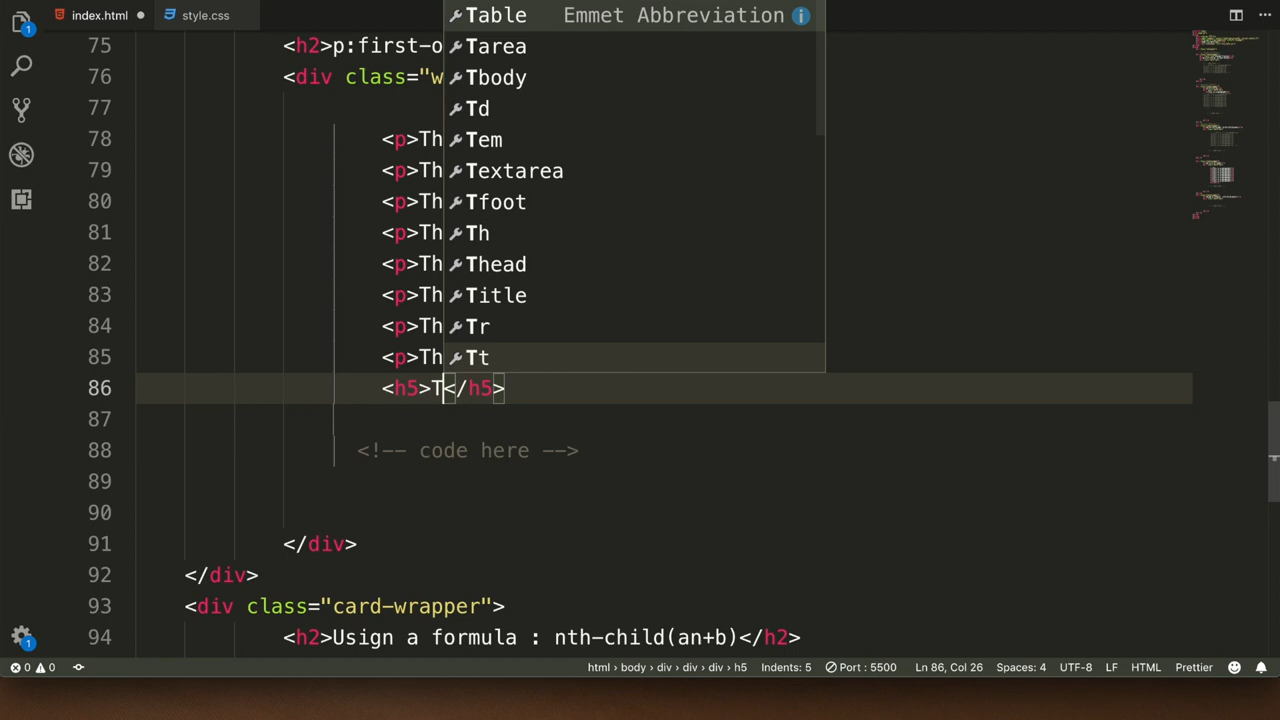 index.html
style.css
Table Emmet Abbreviation
Tarea
Tbody
Td
Tem
Textarea
Tfoot
Th
Thead
Title
Tr
Tt
75 <h2>p:first-o
76 <div class="w
77
78 <p>Th
79 <p>Th
80 <p>Th
81 <p>Th
82 <p>Th
83 <p>Th
84 <p>Th
85 <p>Th
86 <h5>T</h5>
87
88 <!-- code here -->
89
90
91 </div>
92 </div>
93 <div class="card-wrapper">
94 <h2>Usign a formula : nth-child(an+b)</h2>
1
1
0 0 html › body › div › div › div › h5 Indents: 5 Port : 5500 Ln 86, Col 26 Spaces: 4 UTF-8 LF HTML Prettier